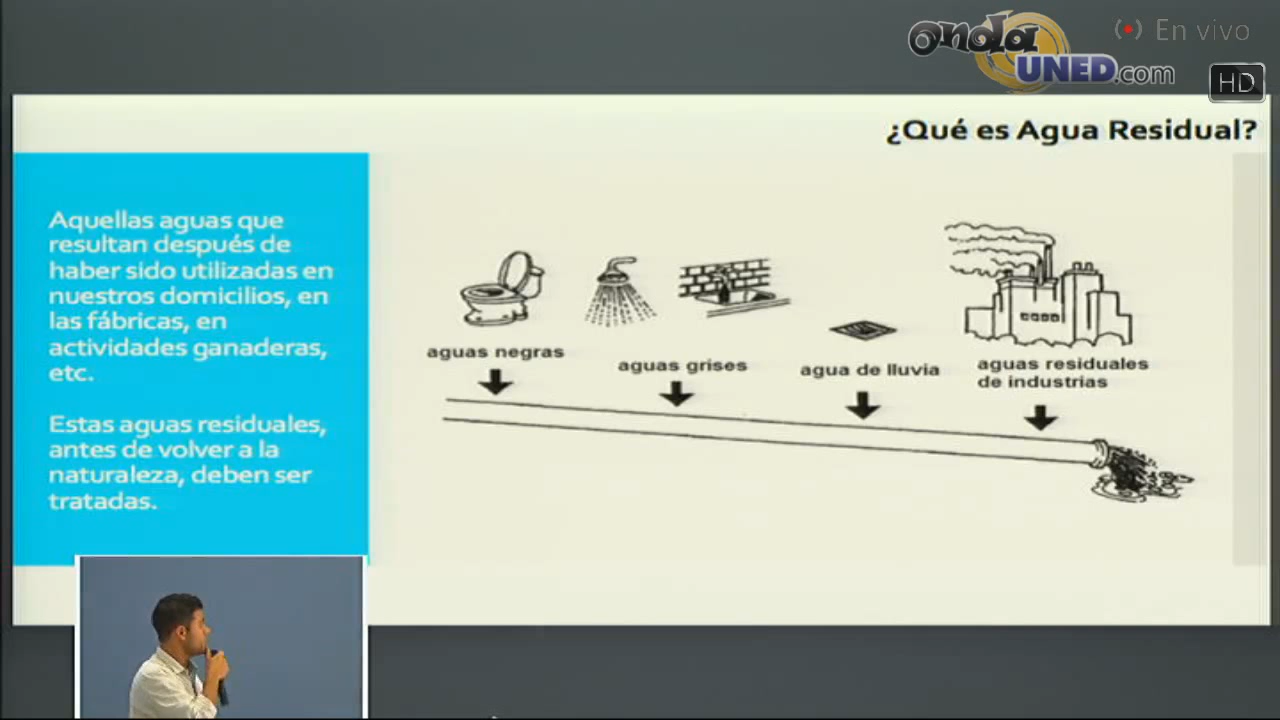 onda
UNED.com
En vivo
HD
¿Qué es Agua Residual?
Aquellas aguas que
resultan después de
haber sido utilizadas en
nuestros domicilios, en
las fábricas, en
actividades ganaderas,
etc.
Estas aguas residuales,
antes de volver a la
naturaleza, deben ser
tratadas.
aguas negras
aguas grises
agua de lluvia
aguas residuales
de industrias